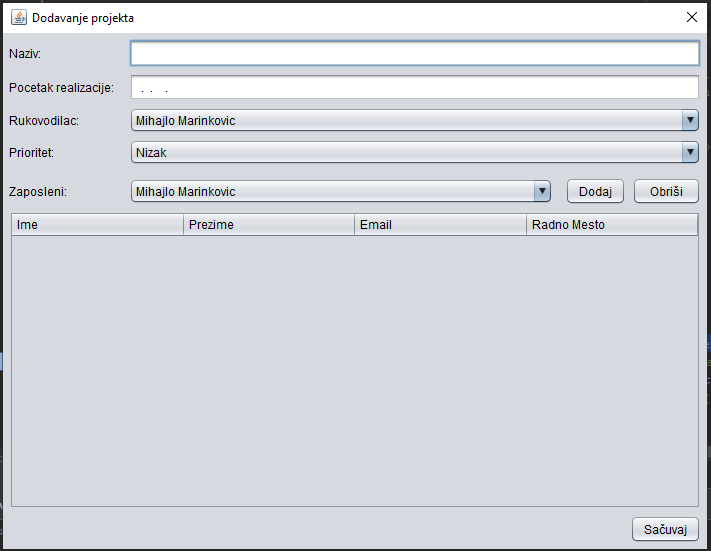 Dodavanje projekta
Naziv:
Pocetak realizacije: . . .
Rukovodilac: Mihajlo Marinkovic
Prioritet: Nizak
Zaposleni: Mihajlo Marinkovic Dodaj Obriši
Ime Prezime Email Radno Mesto
Sačuvaj